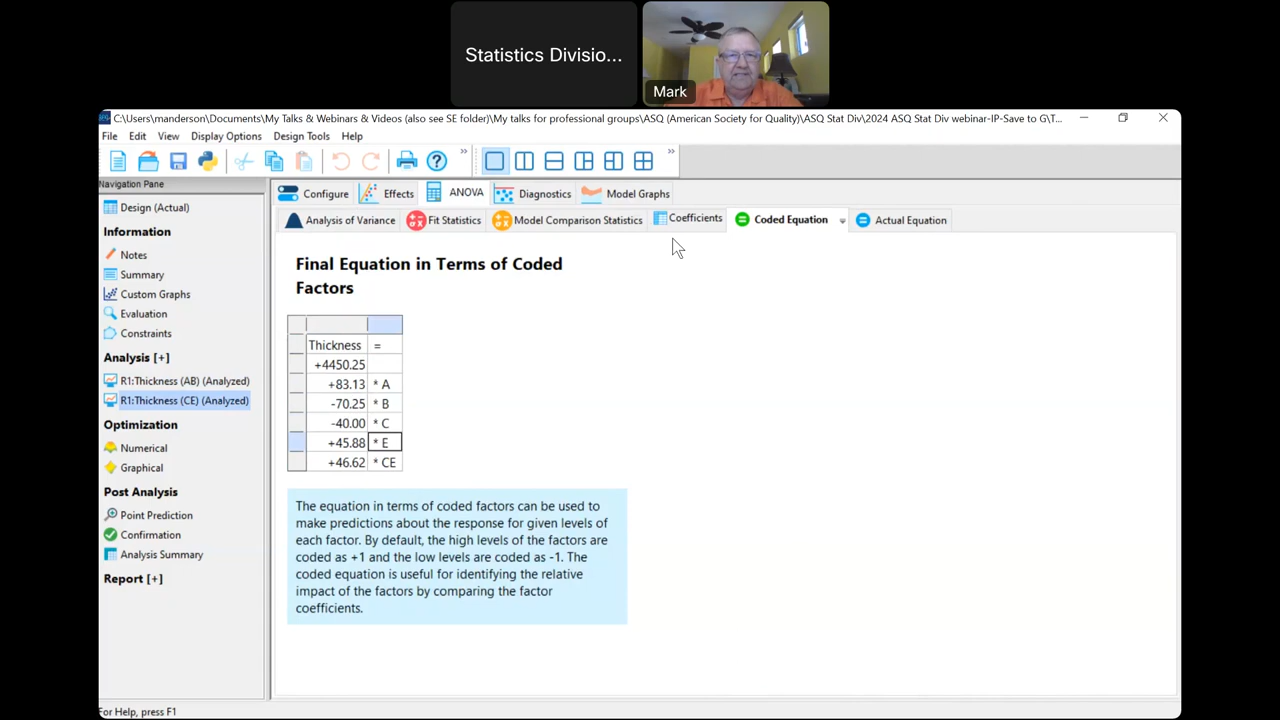 Statistics Divisio...
Mark
C:\Users\manderson\Documents\My Talks & Webinars & Videos (also see SE folder)\My talks for professional groups\ASQ (American Society for Quality)\ASQ Stat Div\2024 ASQ Stat Div webinar-IP-Save to G\T...
File Edit View Display Options Design Tools Help
Navigation Pane
Design (Actual)
Information
Notes
Summary
Custom Graphs
Evaluation
Constraints
Analysis [+]
R1:Thickness (AB) (Analyzed)
R1:Thickness (CE) (Analyzed)
Optimization
Numerical
Graphical
Post Analysis
Point Prediction
Confirmation
Analysis Summary
Report [+]
Configure Effects ANOVA Diagnostics Model Graphs
Analysis of Variance Fit Statistics Model Comparison Statistics Coefficients Coded Equation Actual Equation
Final Equation in Terms of Coded
Factors
Thickness =
+4450.25
+83.13 * A
-70.25 * B
-40.00 * C
+45.88 * E
+46.62 * CE
The equation in terms of coded factors can be used to
make predictions about the response for given levels of
each factor. By default, the high levels of the factors are
coded as +1 and the low levels are coded as -1. The
coded equation is useful for identifying the relative
impact of the factors by comparing the factor
coefficients.
For Help, press F1